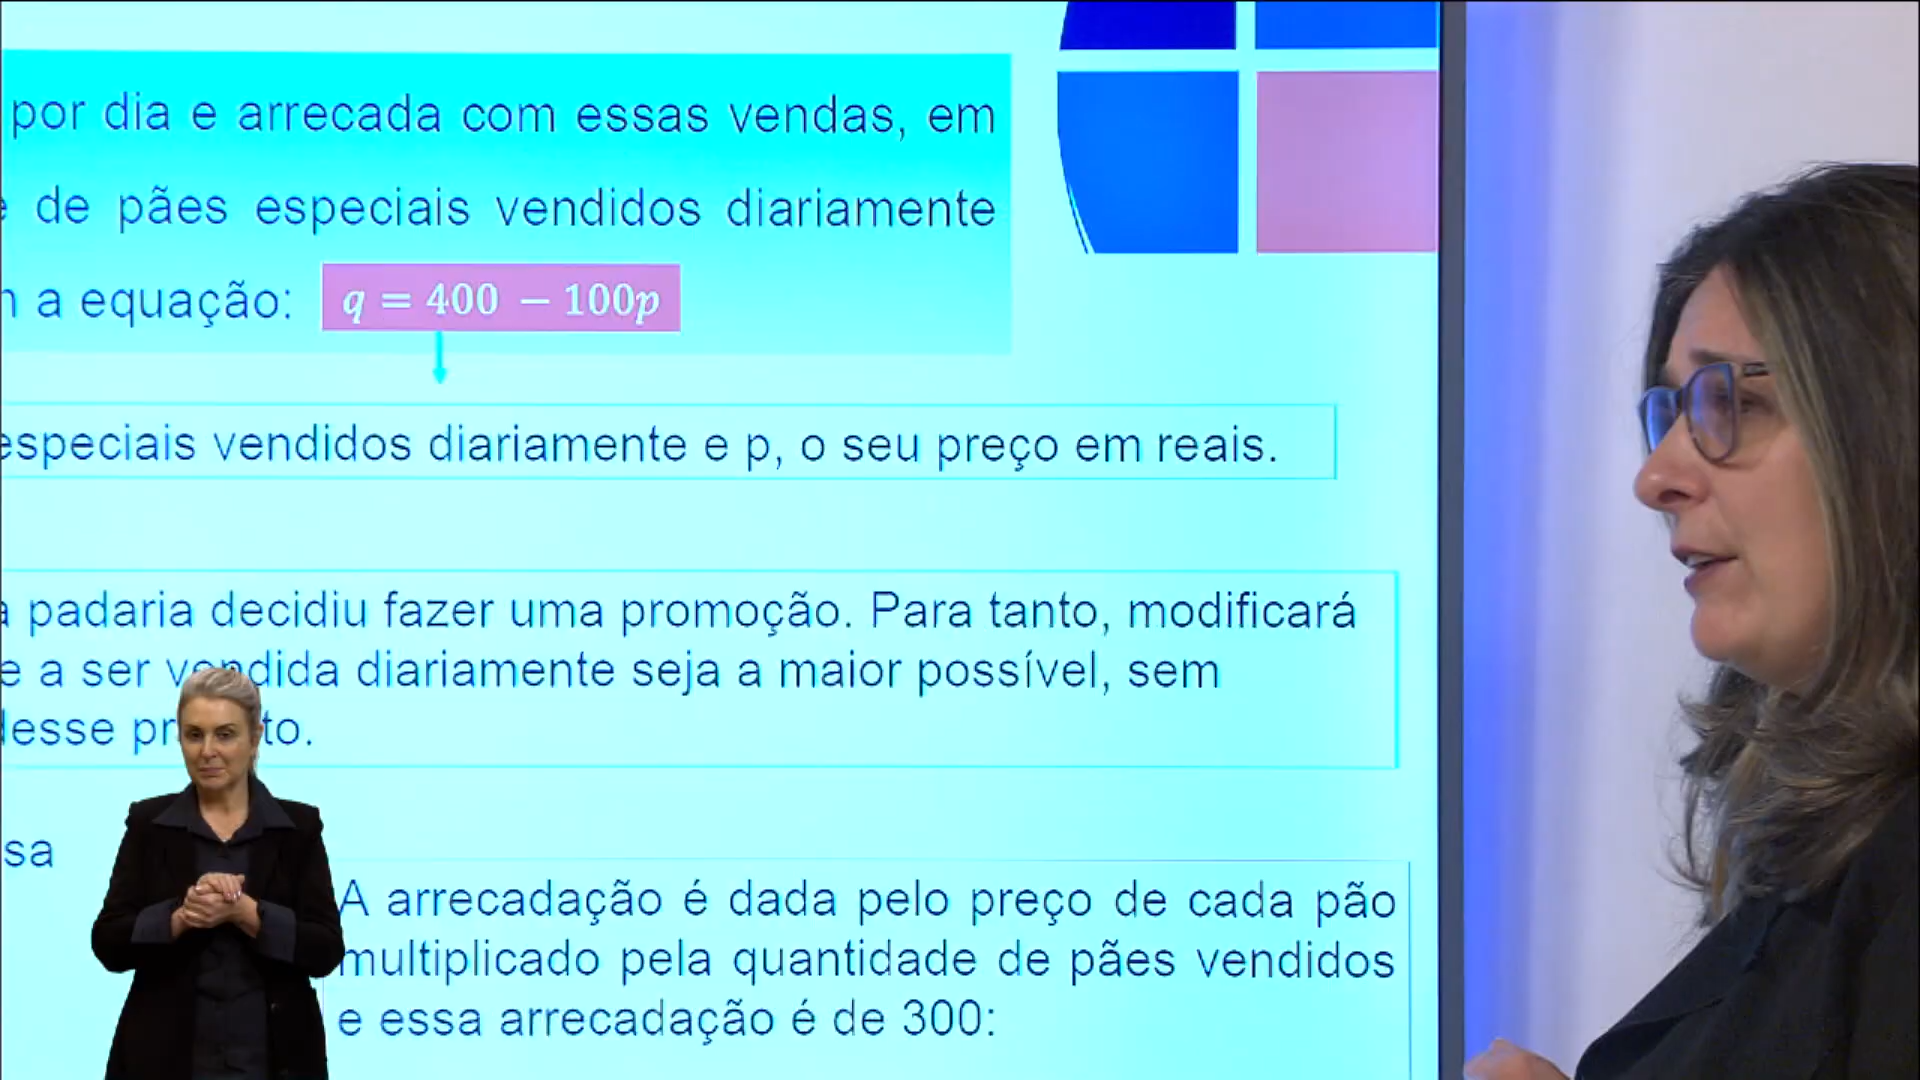 por dia e arrecada com essas vendas, em
de pães especiais vendidos diariamente
a equação: q = 400 − 100p
especiais vendidos diariamente e p, o seu preço em reais.
a padaria decidiu fazer uma promoção. Para tanto, modificará
e a ser vendida diariamente seja a maior possível, sem
desse
sa
A arrecadação é dada pelo preço de cada pão
multiplicado pela quantidade de pães vendidos
e essa arrecadação é de 300: